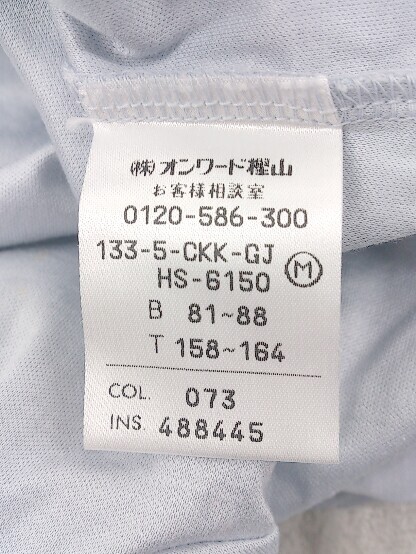 (株)オンワード樫山
お客様相談室
0120-586-300
133-5-CKK-GJ
HS-6150 M
B 81~88
T 158~164
COL. 073
INS. 488445